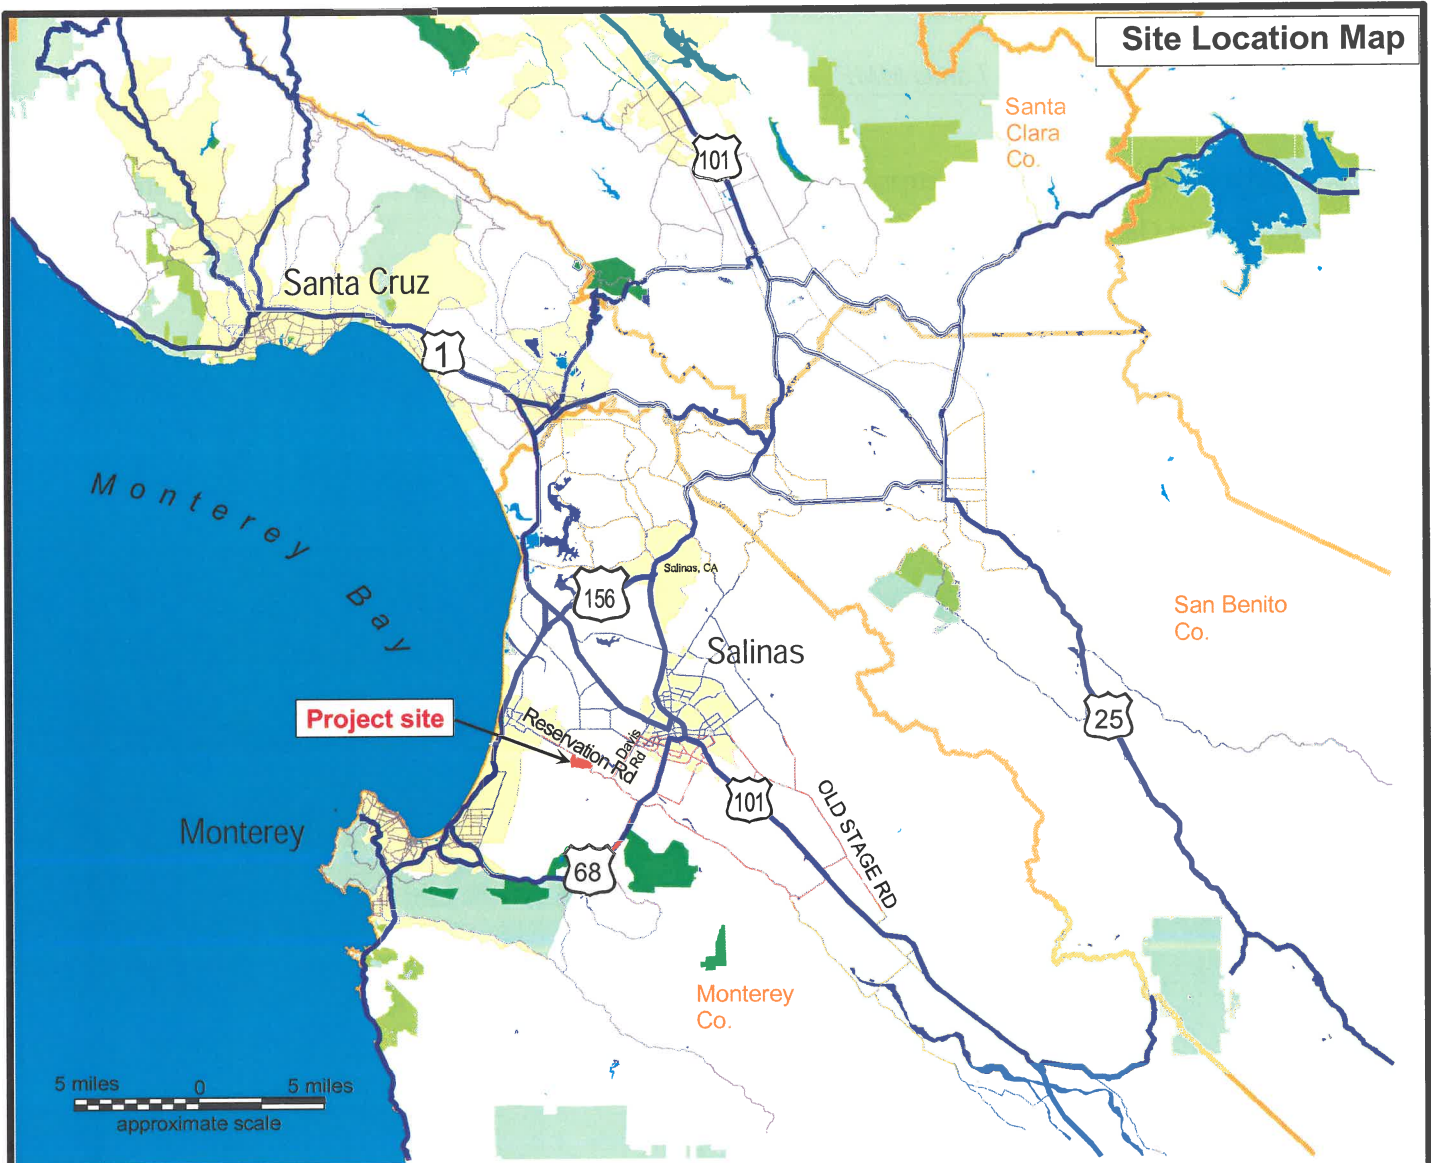 Site Location Map
Santa
Clara
Co.
101
Santa Cruz
1
Monterey Bay
Salinas, CA
156
San Benito
Co.
Salinas
25
Project site
Reservation Rd
Davis
Rd
101
OLD STAGE RD
Monterey
68
Monterey
Co.
5 miles 0 5 miles
approximate scale